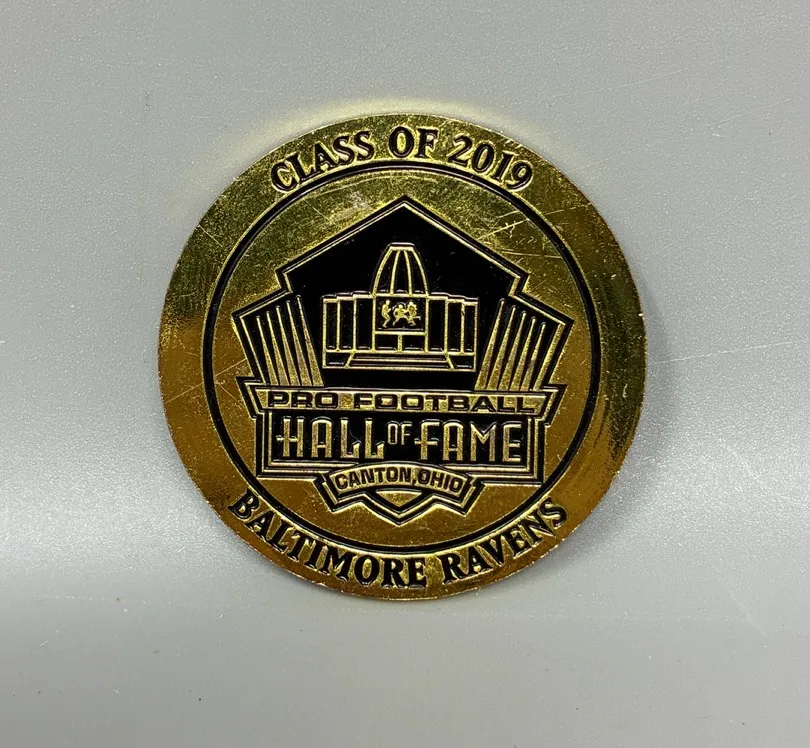 CLASS OF 2019
PRO FOOTBALL
HALL OF FAME
CANTON, OHIO
BALTIMORE RAVENS